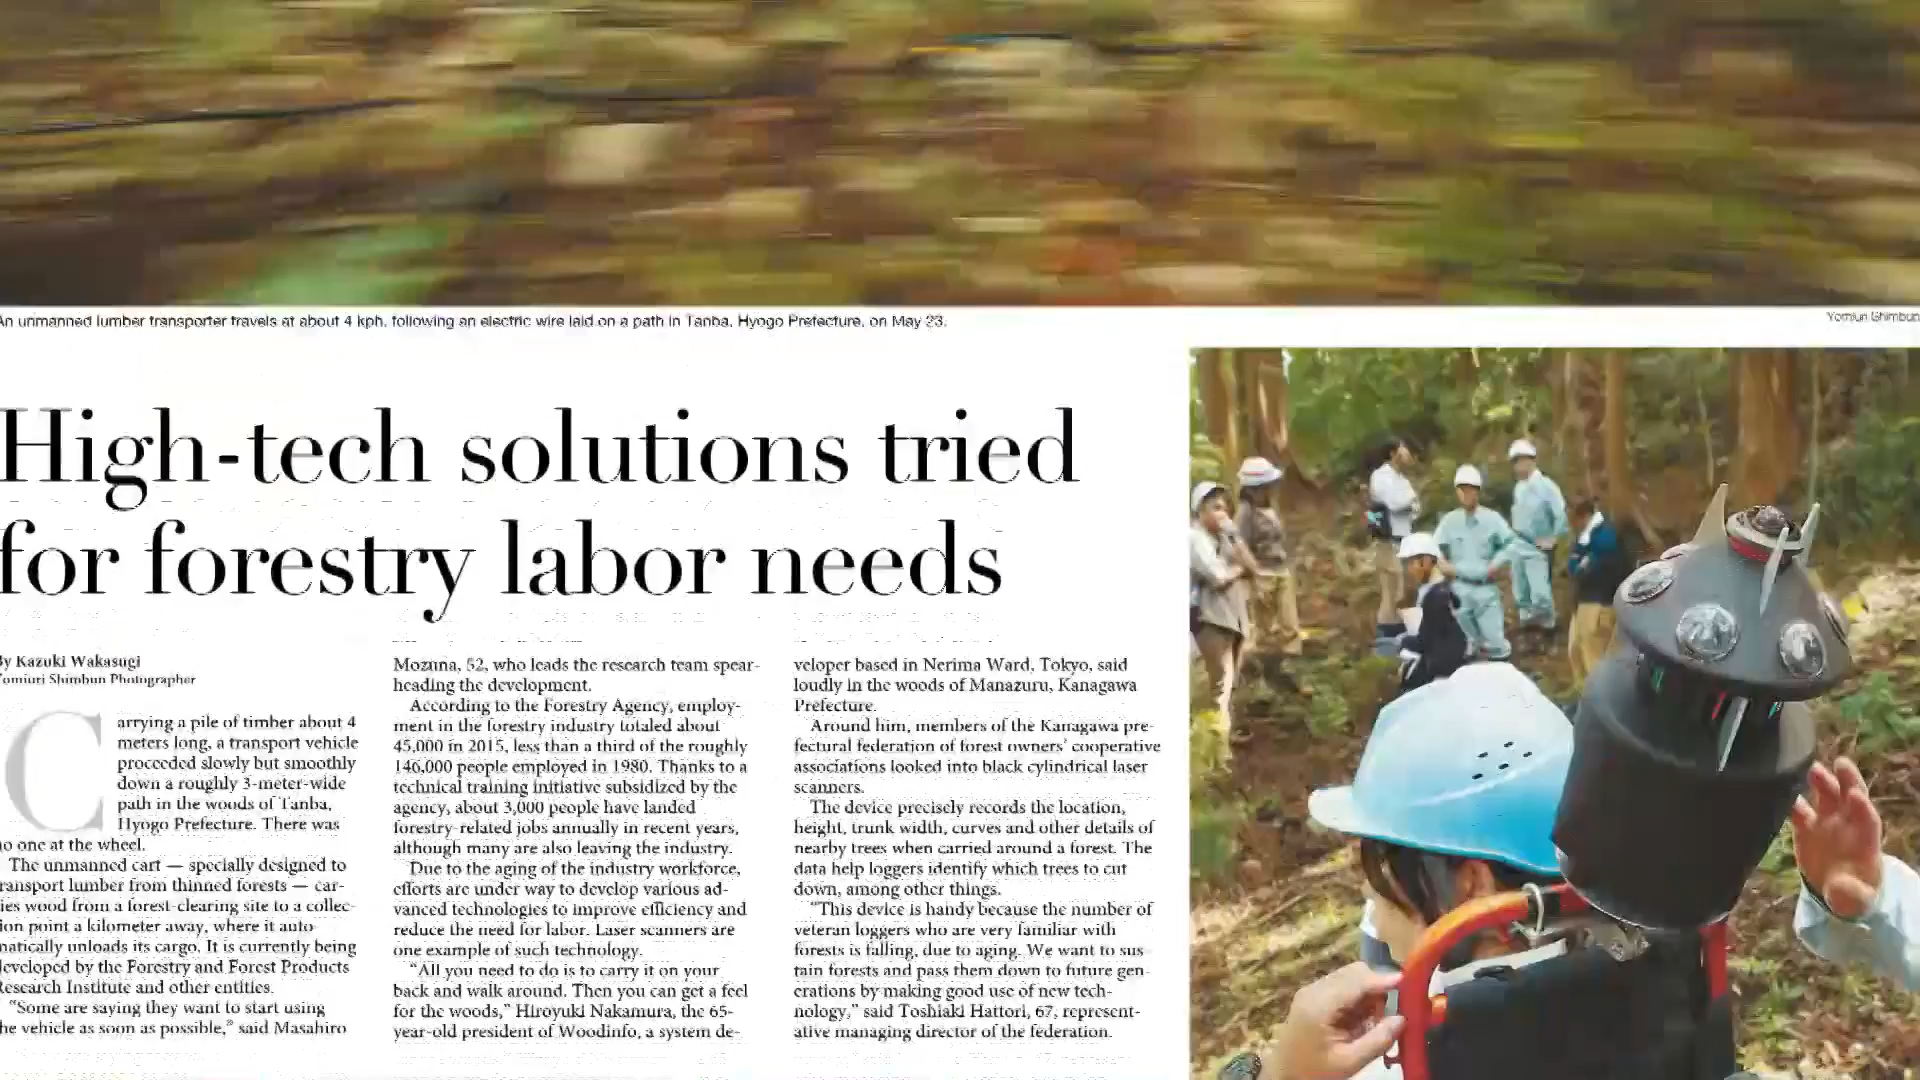 An unmanned lumber transporter travels at about 4 kph, following an electric wire laid on a path in Tanba, Hyogo Prefecture, on May 23.
Yomiuri Shimbun
High-tech solutions tried
for forestry labor needs
By Kazuki Wakasugi
Yomiuri Shimbun Photographer
Carrying a pile of timber about 4
meters long, a transport vehicle
proceeded slowly but smoothly
down a roughly 3-meter-wide
path in the woods of Tanba,
Hyogo Prefecture. There was
no one at the wheel.
The unmanned cart — specially designed to
transport lumber from thinned forests — car-
ries wood from a forest-clearing site to a collec-
tion point a kilometer away, where it auto-
matically unloads its cargo. It is currently being
developed by the Forestry and Forest Products
Research Institute and other entities.
"Some are saying they want to start using
the vehicle as soon as possible," said Masahiro
Mozuna, 52, who leads the research team spear-
heading the development.
According to the Forestry Agency, employ-
ment in the forestry industry totaled about
45,000 in 2015, less than a third of the roughly
146,000 people employed in 1980. Thanks to a
technical training initiative subsidized by the
agency, about 3,000 people have landed
forestry-related jobs annually in recent years,
although many are also leaving the industry.
Due to the aging of the industry workforce,
efforts are under way to develop various ad-
vanced technologies to improve efficiency and
reduce the need for labor. Laser scanners are
one example of such technology.
"All you need to do is to carry it on your
back and walk around. Then you can get a feel
for the woods," Hiroyuki Nakamura, the 65-
year-old president of Woodinfo, a system de-
veloper based in Nerima Ward, Tokyo, said
loudly in the woods of Manazuru, Kanagawa
Prefecture.
Around him, members of the Kanagawa pre-
fectural federation of forest owners' cooperative
associations looked into black cylindrical laser
scanners.
The device precisely records the location,
height, trunk width, curves and other details of
nearby trees when carried around a forest. The
data help loggers identify which trees to cut
down, among other things.
"This device is handy because the number of
veteran loggers who are very familiar with
forests is falling, due to aging. We want to sus-
tain forests and pass them down to future gen-
erations by making good use of new tech-
nology," said Toshiaki Hattori, 67, represent-
ative managing director of the federation.